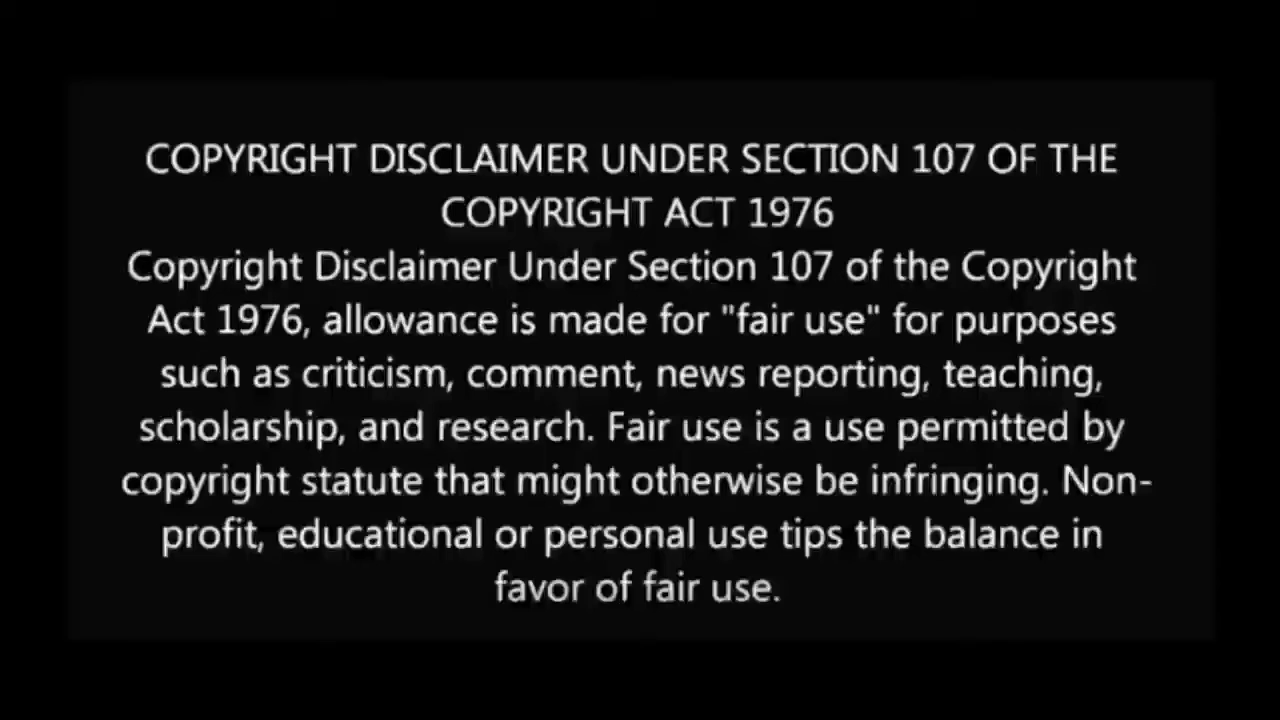 COPYRIGHT DISCLAIMER UNDER SECTION 107 OF THE
COPYRIGHT ACT 1976
Copyright Disclaimer Under Section 107 of the Copyright
Act 1976, allowance is made for "fair use" for purposes
such as criticism, comment, news reporting, teaching,
scholarship, and research. Fair use is a use permitted by
copyright statute that might otherwise be infringing. Non-
profit, educational or personal use tips the balance in
favor of fair use.